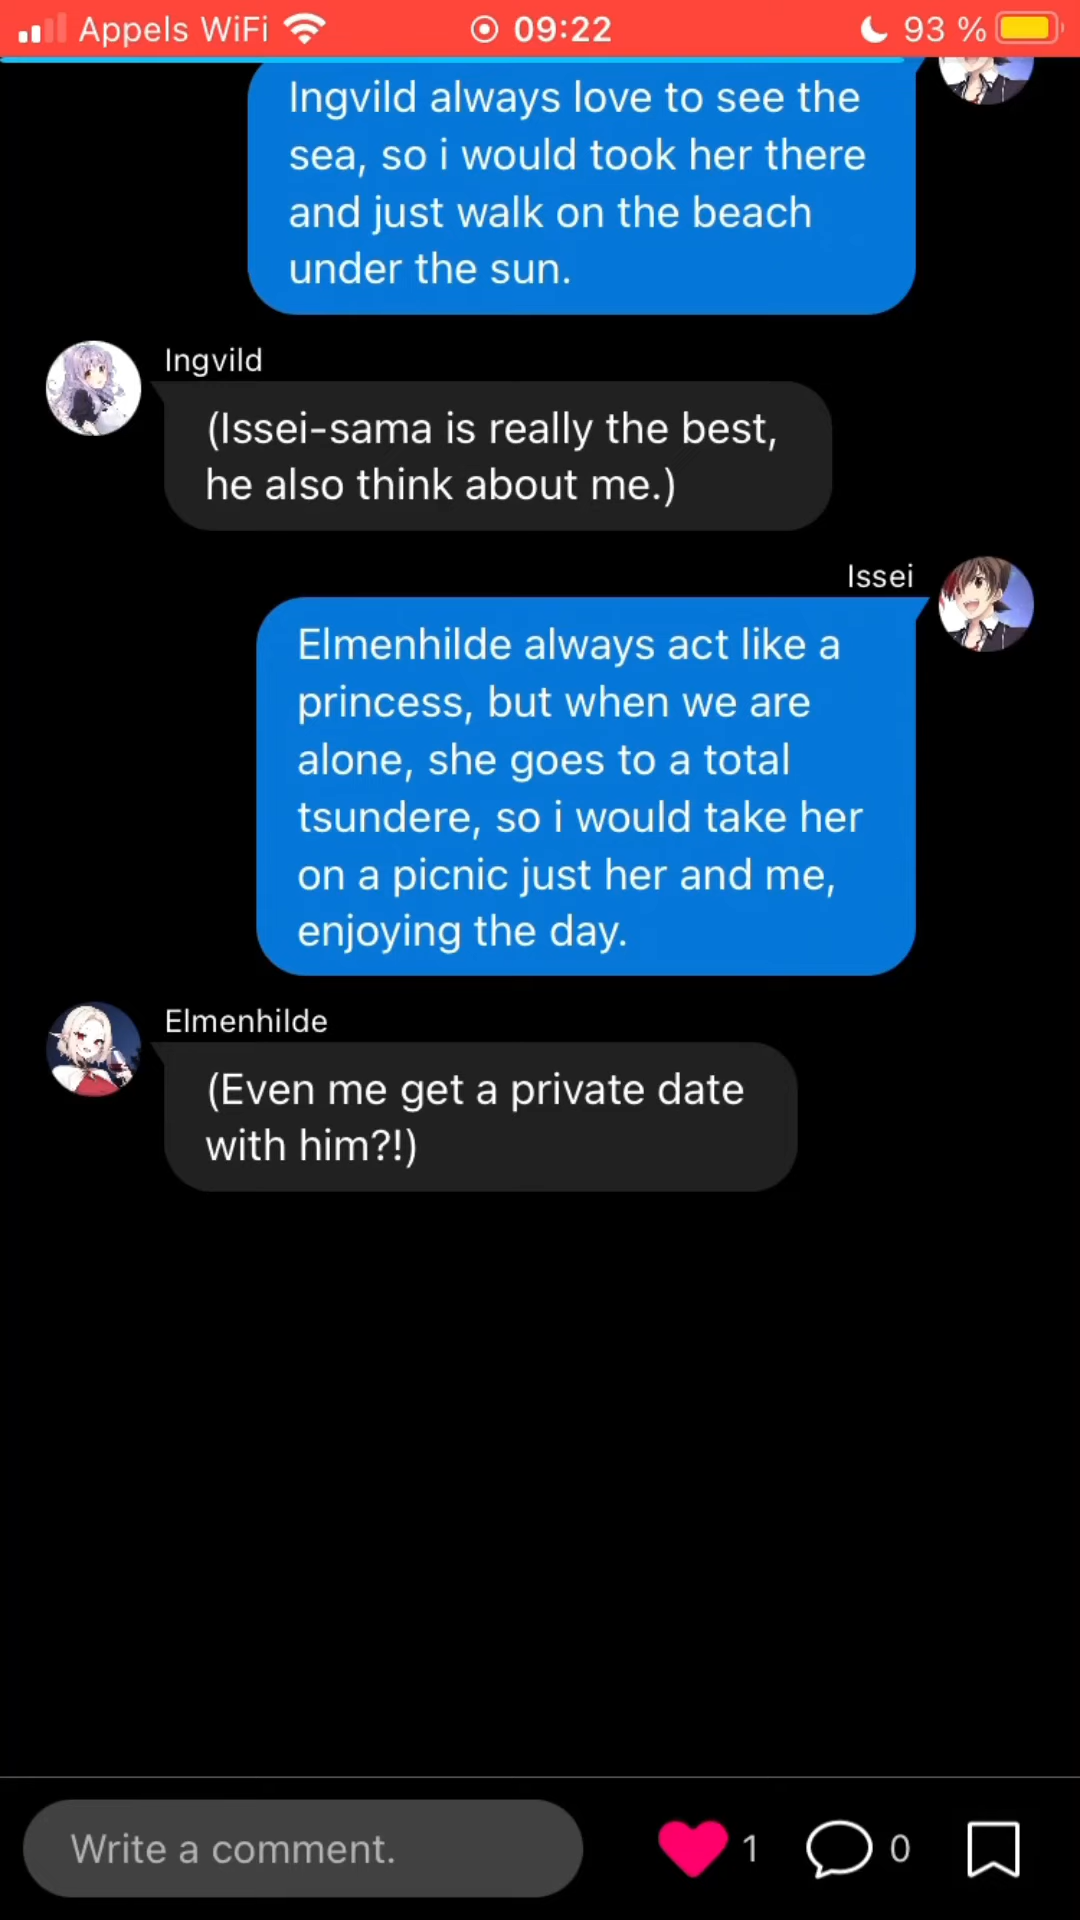 Appels WiFi 09:22 93 %
Ingvild always love to see the
sea, so i would took her there
and just walk on the beach
under the sun.
Ingvild
(Issei-sama is really the best,
he also think about me.)
Issei
Elmenhilde always act like a
princess, but when we are
alone, she goes to a total
tsundere, so i would take her
on a picnic just her and me,
enjoying the day.
Elmenhilde
(Even me get a private date
with him?!)
Write a comment. 1 0